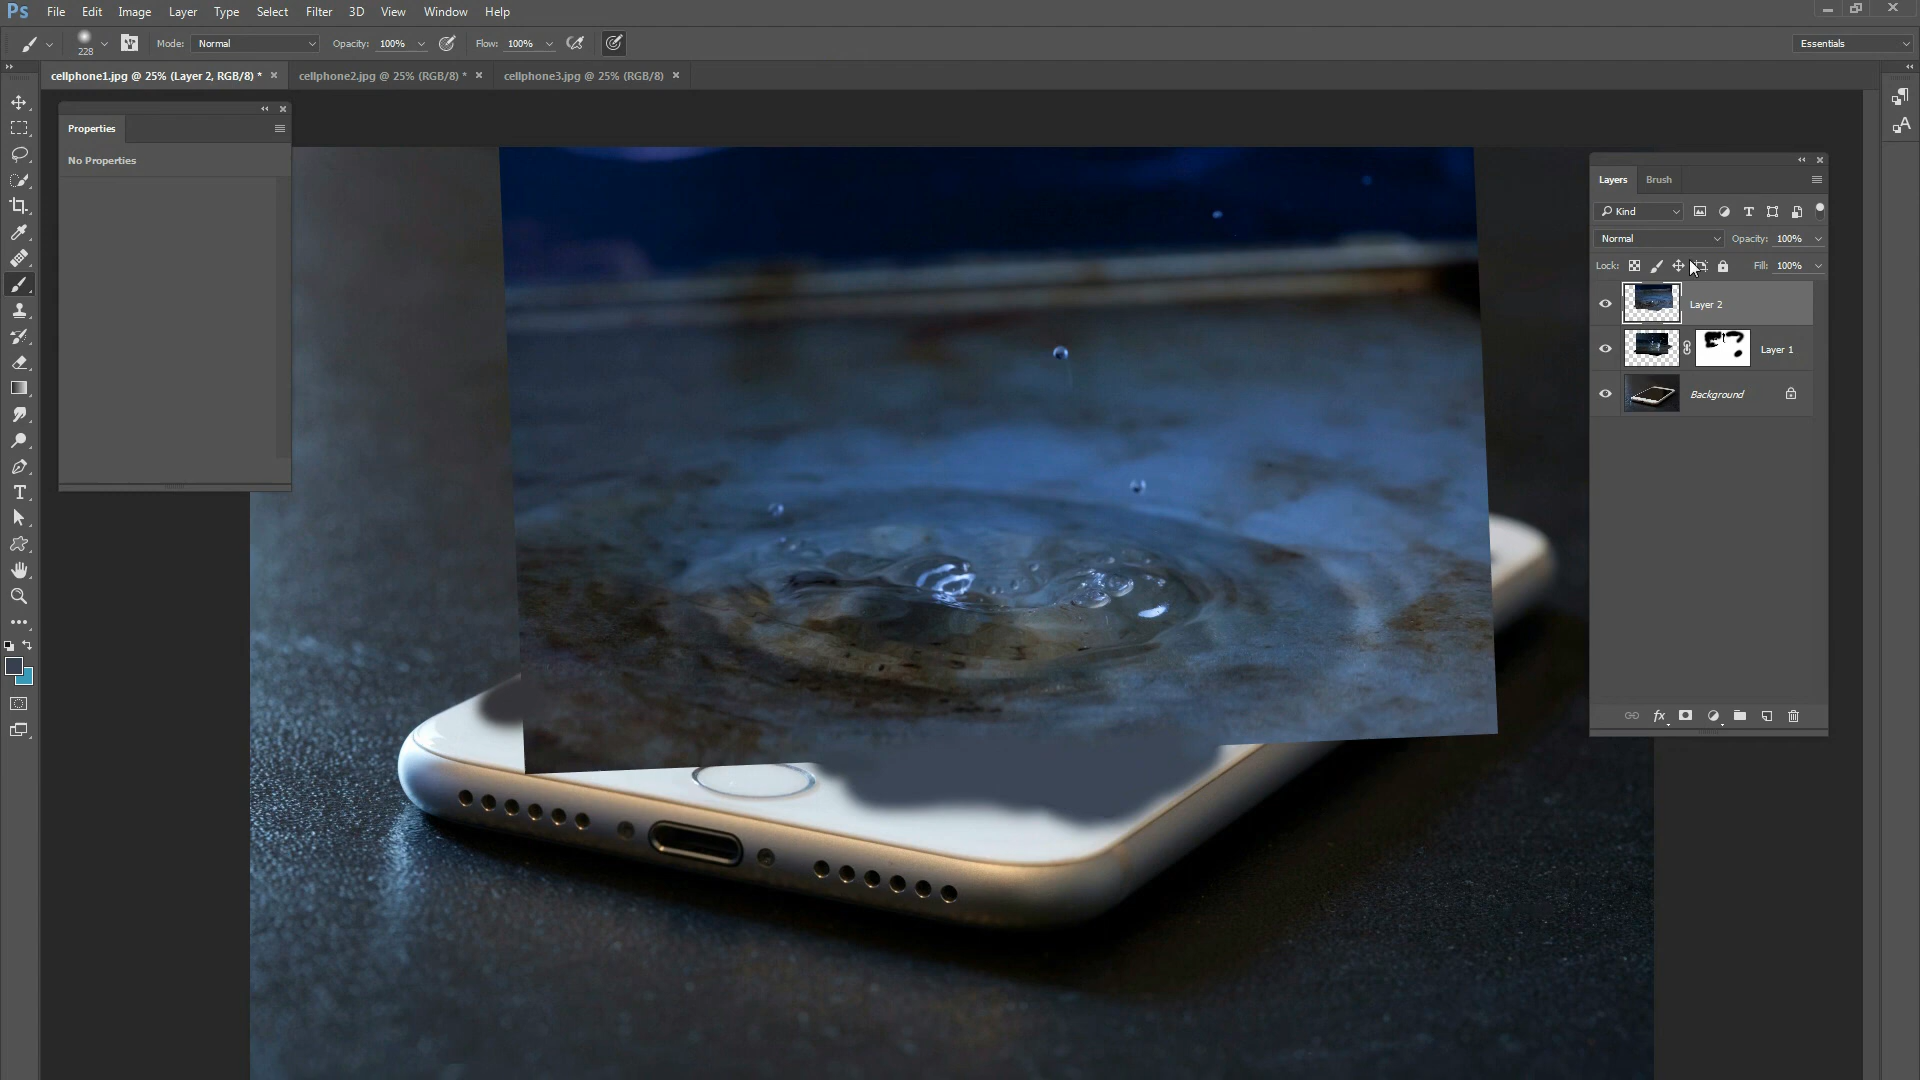 Ps File Edit Image Layer Type Select Filter 3D View Window Help
228 Mode: Normal Opacity: 100% Flow: 100% Essentials
cellphone1.jpg @ 25% (Layer 2, RGB/8) * cellphone2.jpg @ 25% (RGB/8) * cellphone3.jpg @ 25% (RGB/8)
Properties
No Properties
Layers Brush
Kind
Normal Opacity: 100%
Lock: Fill: 100%
Layer 2
Layer 1
Background
fx